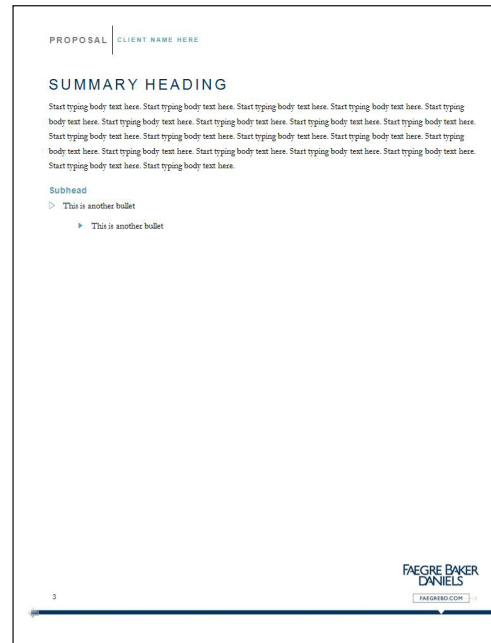 PROPOSAL CLIENT NAME HERE
SUMMARY HEADING
Start typing body text here. Start typing body text here. Start typing body text here. Start typing body text here. Start typing
body text here. Start typing body text here. Start typing body text here. Start typing body text here. Start typing body text here.
Start typing body text here. Start typing body text here. Start typing body text here. Start typing body text here. Start typing
body text here. Start typing body text here. Start typing body text here. Start typing body text here. Start typing body text here.
Start typing body text here. Start typing body text here.
Subhead
This is another bullet
This is another bullet
FAEGRE BAKER
DANIELS
3
FAEGREBD.COM